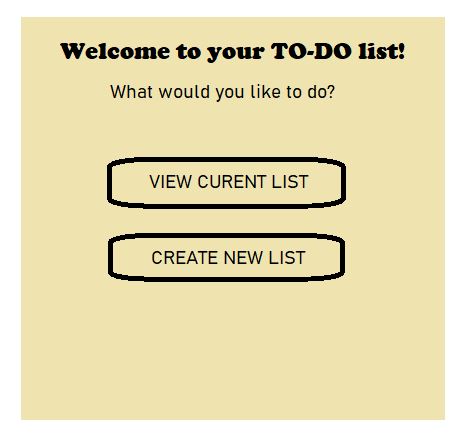 Welcome to your TO-DO list!
What would you like to do?
VIEW CURENT LIST
CREATE NEW LIST